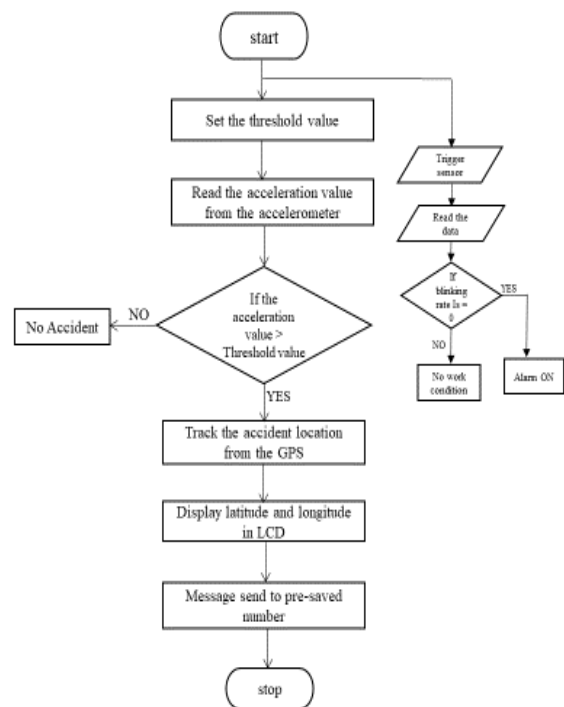 start
Set the threshold value
Read the acceleration value
from the accelerometer
If the
acceleration
value >
Threshold value
NO
No Accident
YES
Track the accident location
from the GPS
Display latitude and longitude
in LCD
Message send to pre-saved
number
stop
Trigger
sensor
Read the
data
If
blinking
rate Is =
0
YES
NO
No work
condition
Alarm ON